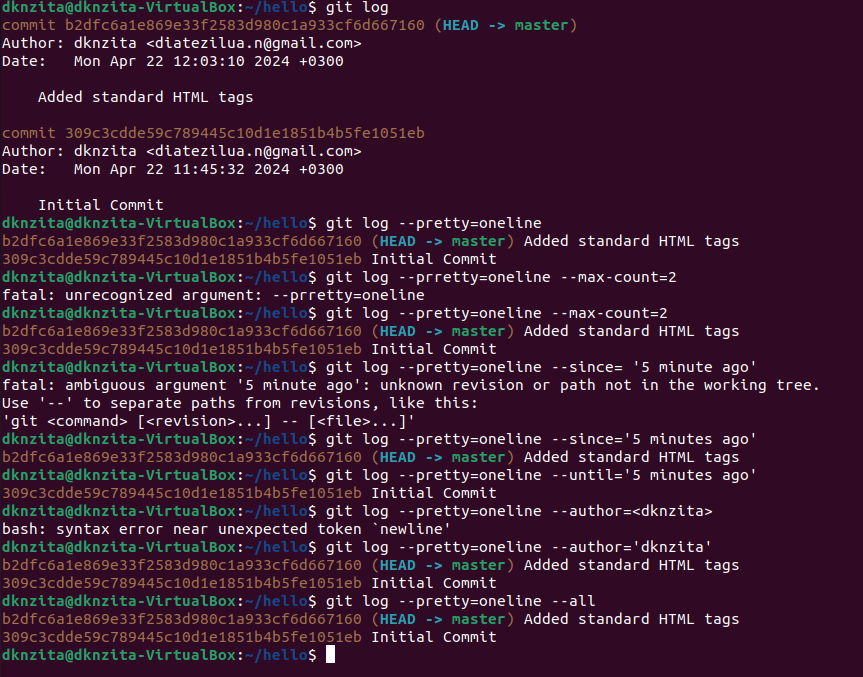 dknzita@dknzita-VirtualBox:~/hello$ git log
commit b2dfc6a1e869e33f2583d980c1a933cf6d667160 (HEAD -> master)
Author: dknzita <diatezilua.n@gmail.com>
Date:   Mon Apr 22 12:03:10 2024 +0300
    Added standard HTML tags
commit 309c3cdde59c789445c10d1e1851b4b5fe1051eb
Author: dknzita <diatezilua.n@gmail.com>
Date:   Mon Apr 22 11:45:32 2024 +0300
    Initial Commit
dknzita@dknzita-VirtualBox:~/hello$ git log --pretty=oneline
b2dfc6a1e869e33f2583d980c1a933cf6d667160 (HEAD -> master) Added standard HTML tags
309c3cdde59c789445c10d1e1851b4b5fe1051eb Initial Commit
dknzita@dknzita-VirtualBox:~/hello$ git log --prretty=oneline --max-count=2
fatal: unrecognized argument: --prretty=oneline
dknzita@dknzita-VirtualBox:~/hello$ git log --pretty=oneline --max-count=2
b2dfc6a1e869e33f2583d980c1a933cf6d667160 (HEAD -> master) Added standard HTML tags
309c3cdde59c789445c10d1e1851b4b5fe1051eb Initial Commit
dknzita@dknzita-VirtualBox:~/hello$ git log --pretty=oneline --since= '5 minute ago'
fatal: ambiguous argument '5 minute ago': unknown revision or path not in the working tree.
Use '--' to separate paths from revisions, like this:
'git <command> [<revision>...] -- [<file>...]'
dknzita@dknzita-VirtualBox:~/hello$ git log --pretty=oneline --since='5 minutes ago'
b2dfc6a1e869e33f2583d980c1a933cf6d667160 (HEAD -> master) Added standard HTML tags
dknzita@dknzita-VirtualBox:~/hello$ git log --pretty=oneline --until='5 minutes ago'
309c3cdde59c789445c10d1e1851b4b5fe1051eb Initial Commit
dknzita@dknzita-VirtualBox:~/hello$ git log --pretty=oneline --author=<dknzita>
bash: syntax error near unexpected token `newline'
dknzita@dknzita-VirtualBox:~/hello$ git log --pretty=oneline --author='dknzita'
b2dfc6a1e869e33f2583d980c1a933cf6d667160 (HEAD -> master) Added standard HTML tags
309c3cdde59c789445c10d1e1851b4b5fe1051eb Initial Commit
dknzita@dknzita-VirtualBox:~/hello$ git log --pretty=oneline --all
b2dfc6a1e869e33f2583d980c1a933cf6d667160 (HEAD -> master) Added standard HTML tags
309c3cdde59c789445c10d1e1851b4b5fe1051eb Initial Commit
dknzita@dknzita-VirtualBox:~/hello$